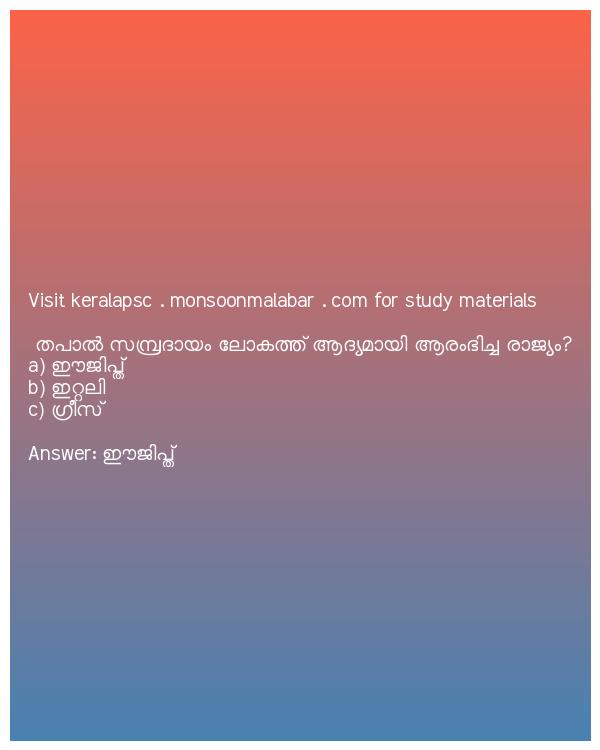 Visit keralapsc . monsoonmalabar . com for study materials
തപാൽ സമ്പ്രദായം ലോകത്ത് ആദ്യമായി ആരംഭിച്ച രാജ്യം?
a) ഈജിപ്ത്
b) ഇറ്റലി
c) ഗ്രീസ്
Answer: ഈജിപ്ത്